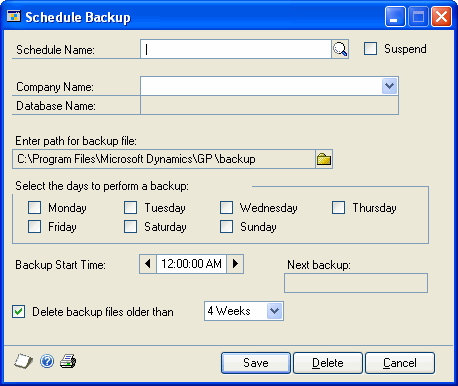 Schedule Backup
Schedule Name:
Suspend
Company Name:
Database Name:
Enter path for backup file:
C:\Program Files\Microsoft Dynamics\GP\backup
Select the days to perform a backup:
Monday Tuesday Wednesday Thursday
Friday Saturday Sunday
Backup Start Time: 12:00:00 AM Next backup:
Delete backup files older than 4 Weeks
Save Delete Cancel